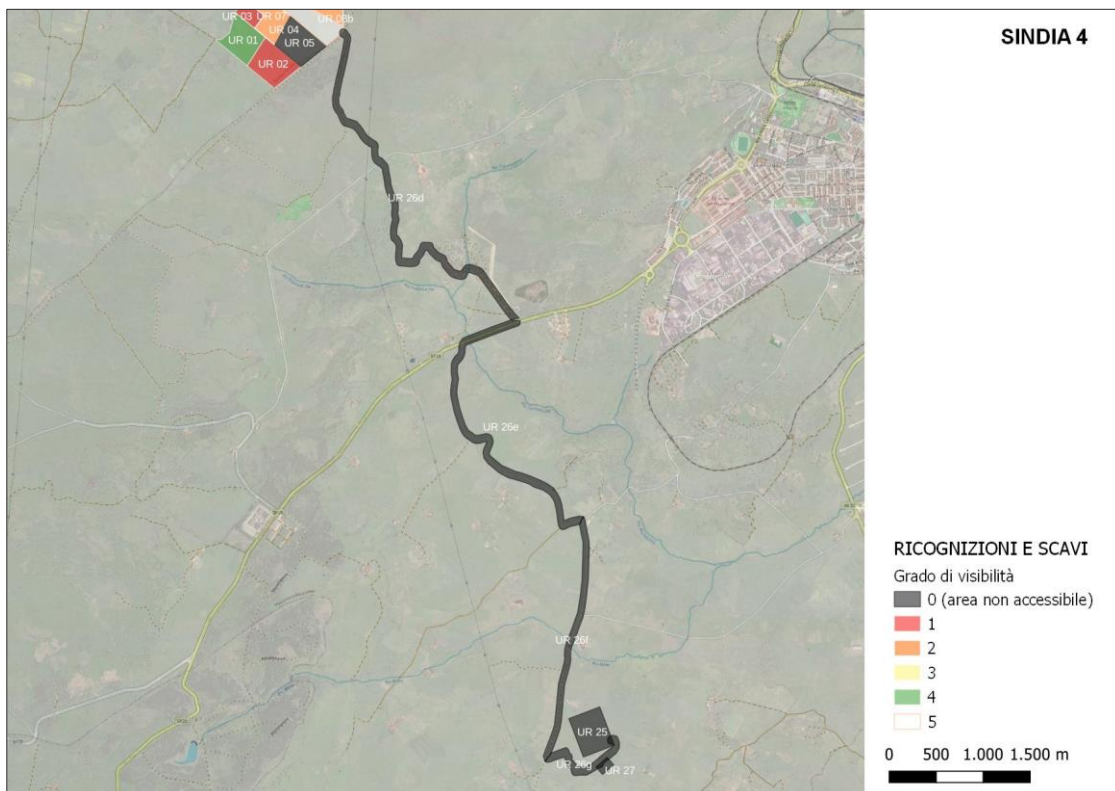 SINDIA 4
UR 03
UR 07
UR 08b
UR 04
UR 01
UR 05
UR 02
UR 26d
UR 26e
UR 26f
UR 25
UR 26g
UR 27
RICOGNIZIONI E SCAVI
Grado di visibilità
0 (area non accessibile)
1
2
3
4
5
0 500 1.000 1.500 m